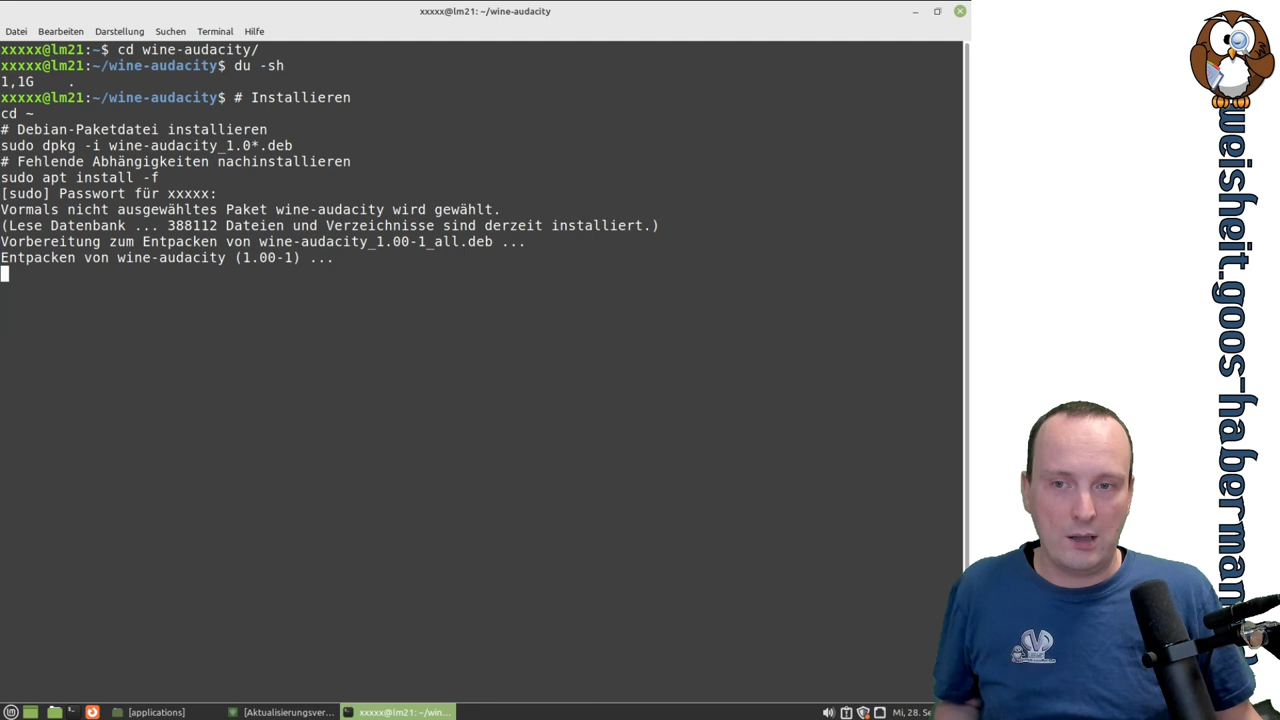 xxxxx@lm21: ~/wine-audacity
Datei Bearbeiten Darstellung Suchen Terminal Hilfe
xxxxx@lm21:~$ cd wine-audacity/
xxxxx@lm21:~/wine-audacity$ du -sh
1,1G .
xxxxx@lm21:~/wine-audacity$ # Installieren
cd ~
# Debian-Paketdatei installieren
sudo dpkg -i wine-audacity_1.0*.deb
# Fehlende Abhängigkeiten nachinstallieren
sudo apt install -f
[sudo] Passwort für xxxxx:
Vormals nicht ausgewähltes Paket wine-audacity wird gewählt.
(Lese Datenbank ... 388112 Dateien und Verzeichnisse sind derzeit installiert.)
Vorbereitung zum Entpacken von wine-audacity_1.00-1_all.deb ...
Entpacken von wine-audacity (1.00-1) ...
weisheit.goos-haberman
[applications]
[Aktualisierungsver...
xxxxx@lm21: ~/win...
Mi, 28. Se